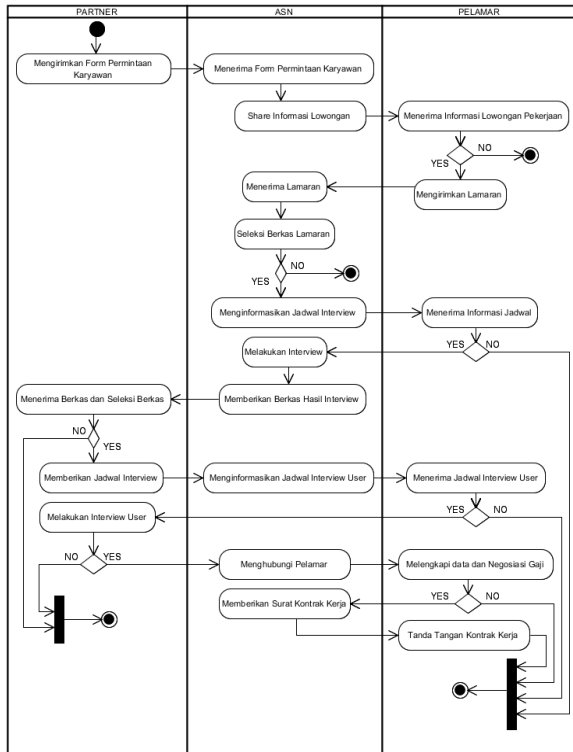 PARTNER
ASN
PELAMAR
Mengirimkan Form Permintaan
Karyawan
Menerima Form Permintaan Karyawan
Share Informasi Lowongan
Menerima Informasi Lowongan Pekerjaan
NO
YES
Menerima Lamaran
Mengirimkan Lamaran
Seleksi Berkas Lamaran
NO
YES
Menginformasikan Jadwal Interview
Menerima Informasi Jadwal
YES
NO
Melakukan Interview
Menerima Berkas dan Seleksi Berkas
Memberikan Berkas Hasil Interview
NO
YES
Memberikan Jadwal Interview
Menginformasikan Jadwal Interview User
Menerima Jadwal Interview User
YES
NO
Melakukan Interview User
NO
YES
Menghubungi Pelamar
Melengkapi data dan Negosiasi Gaji
YES
NO
Memberikan Surat Kontrak Kerja
Tanda Tangan Kontrak Kerja